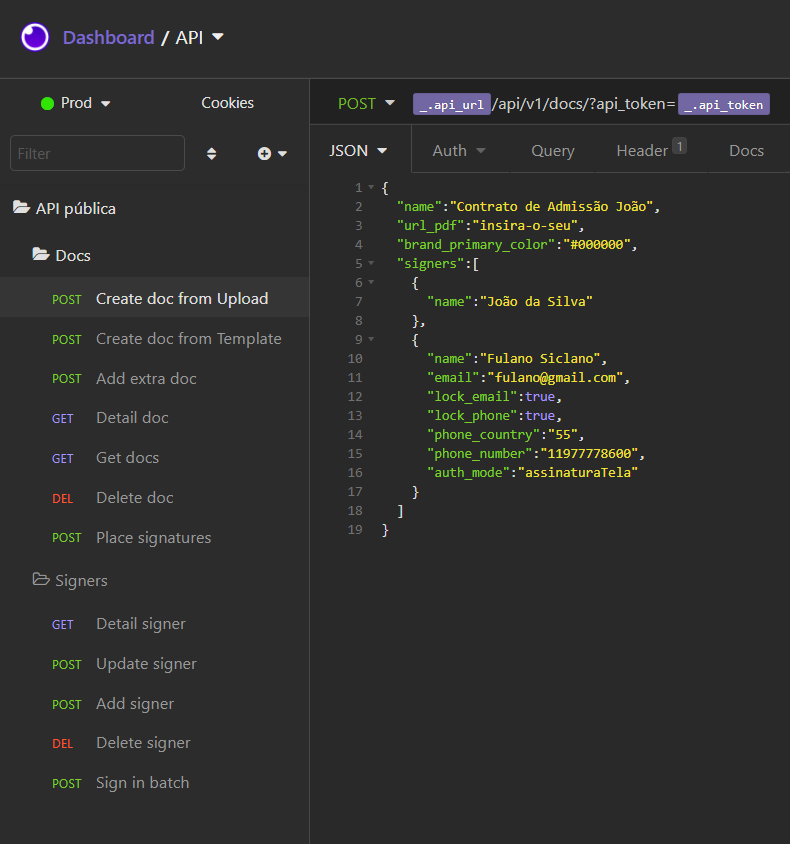 Dashboard / API
Prod
Cookies
Filter
API pública
Docs
POST Create doc from Upload
POST Create doc from Template
POST Add extra doc
GET Detail doc
GET Get docs
DEL Delete doc
POST Place signatures
Signers
GET Detail signer
POST Update signer
POST Add signer
DEL Delete signer
POST Sign in batch
POST _.api_url/api/v1/docs/?api_token=_.api_token
JSON Auth Query Header 1 Docs
1 {
2 "name":"Contrato de Admissão João",
3 "url_pdf":"insira-o-seu",
4 "brand_primary_color":"#000000",
5 "signers":[
6 {
7 "name":"João da Silva"
8 },
9 {
10 "name":"Fulano Siclano",
11 "email":"fulano@gmail.com",
12 "lock_email":true,
13 "lock_phone":true,
14 "phone_country":"55",
15 "phone_number":"11977778600",
16 "auth_mode":"assinaturaTela"
17 }
18 ]
19 }